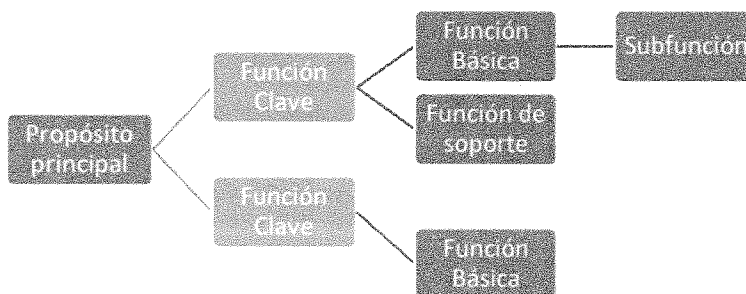 Propósito
principal
Función
Clave
Función
Básica
Subfunción
Función de
soporte
Función
Clave
Función
Básica